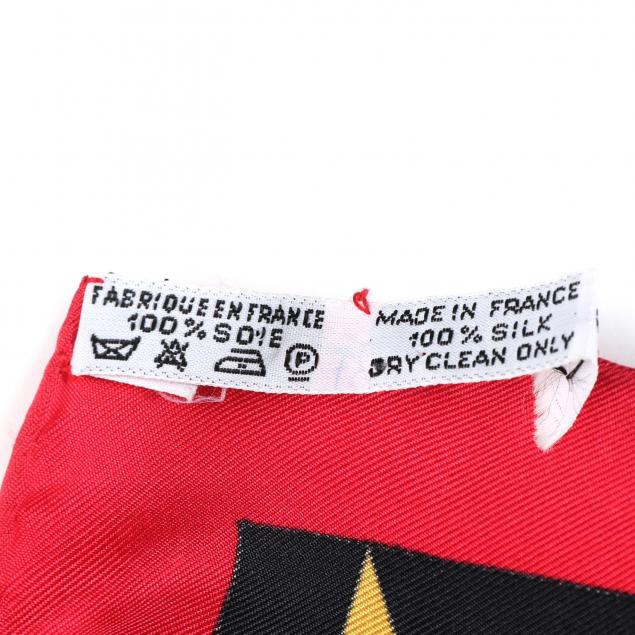 FABRIQUE EN FRANCE
100% SOIE
P
MADE IN FRANCE
100% SILK
DRY CLEAN ONLY